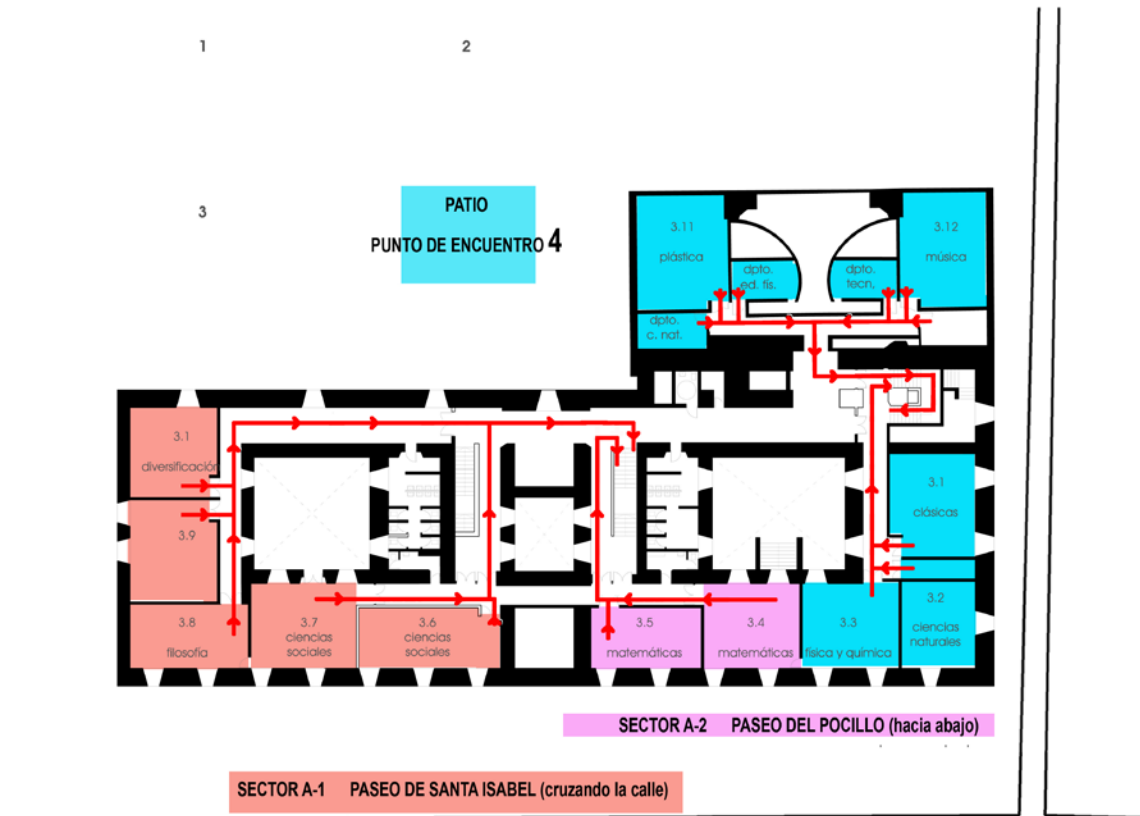 1
2
3
PATIO
PUNTO DE ENCUENTRO 4
3.11
plástica
3.12
música
dpto.
ed. fis.
dpto.
tecn,
dpto.
c. nat.
3.1
diversificación
3.9
3.8
filosofía
3.7
ciencias
sociales
3.6
ciencias
sociales
3.5
matemáticas
3.4
matemáticas
3.3
física y química
3.1
clásicas
3.2
ciencias
naturales
SECTOR A-2 PASEO DEL POCILLO (hacia abajo)
SECTOR A-1 PASEO DE SANTA ISABEL (cruzando la calle)